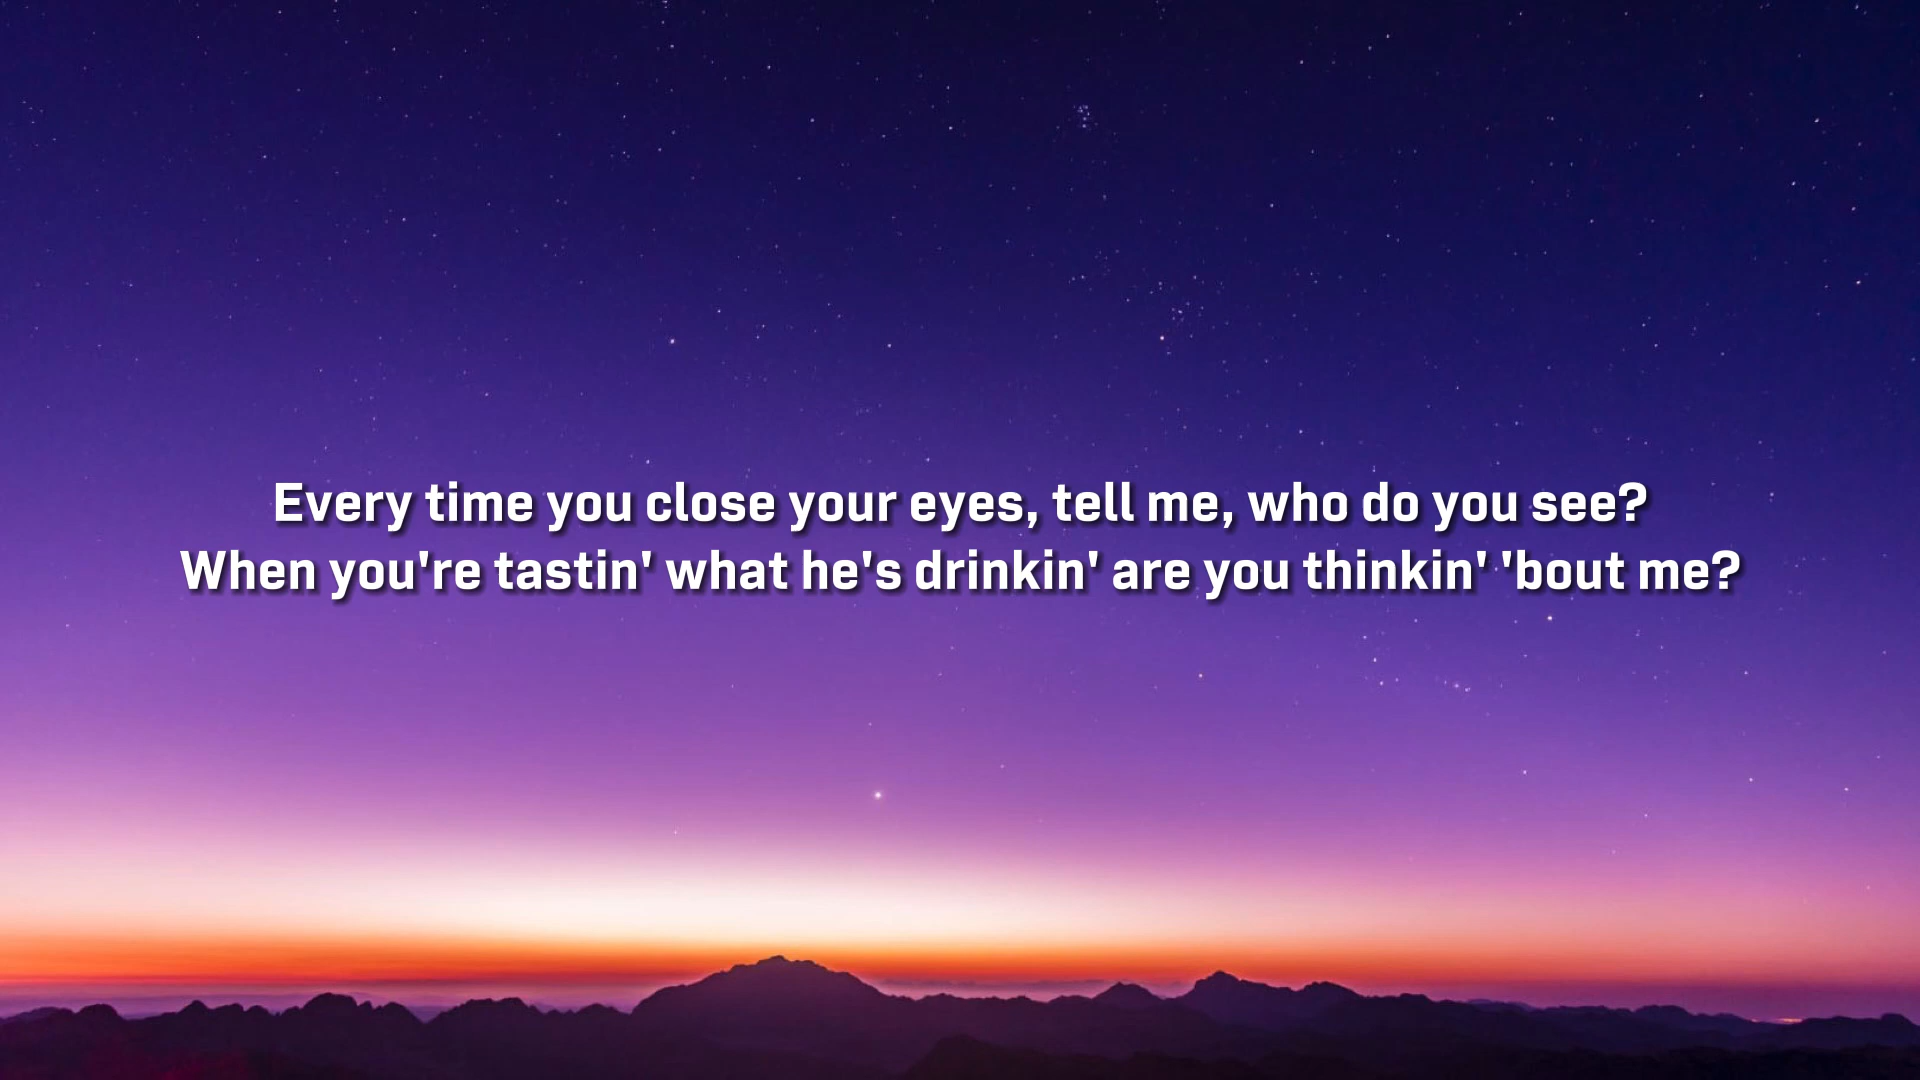 Every time you close your eyes, tell me, who do you see?
When you're tastin' what he's drinkin' are you thinkin' 'bout me?